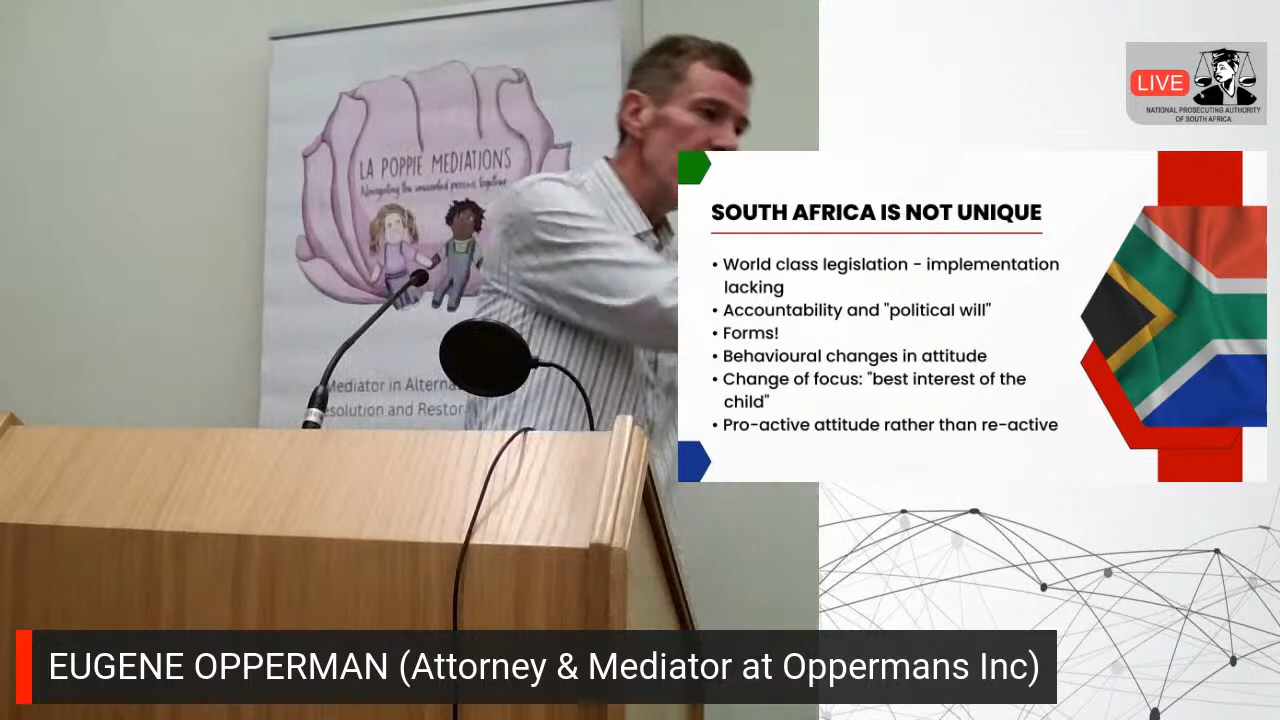 LA POPPIE MEDIATIONS
Navigating the unwanted process together
Mediator in Alterna
esolution and Restor
LIVE
NATIONAL PROSECUTING AUTHORITY
OF SOUTH AFRICA
SOUTH AFRICA IS NOT UNIQUE
• World class legislation - implementation
lacking
• Accountability and "political will"
• Forms!
• Behavioural changes in attitude
• Change of focus: "best interest of the
child"
• Pro-active attitude rather than re-active
EUGENE OPPERMAN (Attorney & Mediator at Oppermans Inc)